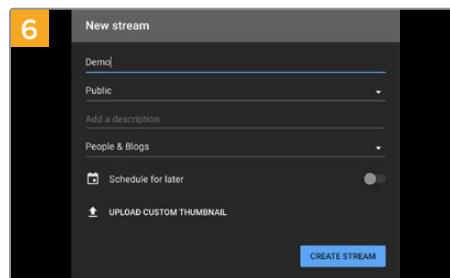 6
New stream
Demo
Public
Add a description
People & Blogs
Schedule for later
UPLOAD CUSTOM THUMBNAIL
CREATE STREAM